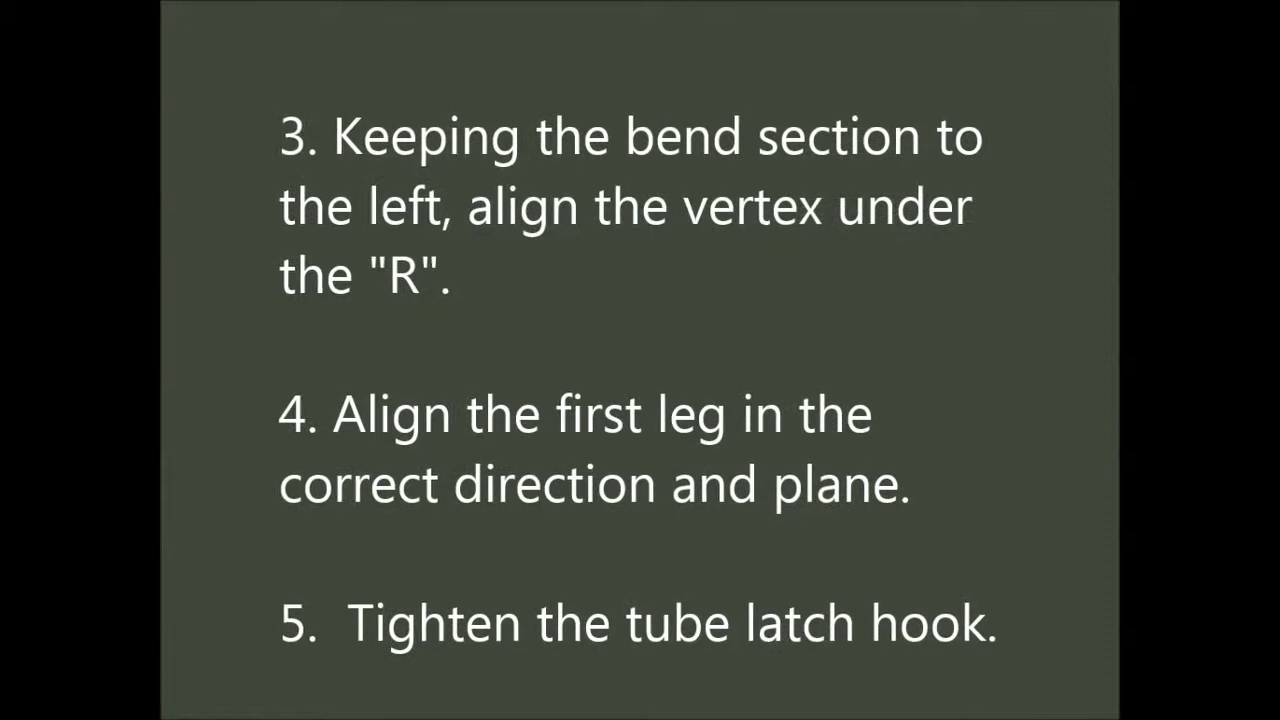 3. Keeping the bend section to
the left, align the vertex under
the "R".
4. Align the first leg in the
correct direction and plane.
5.  Tighten the tube latch hook.